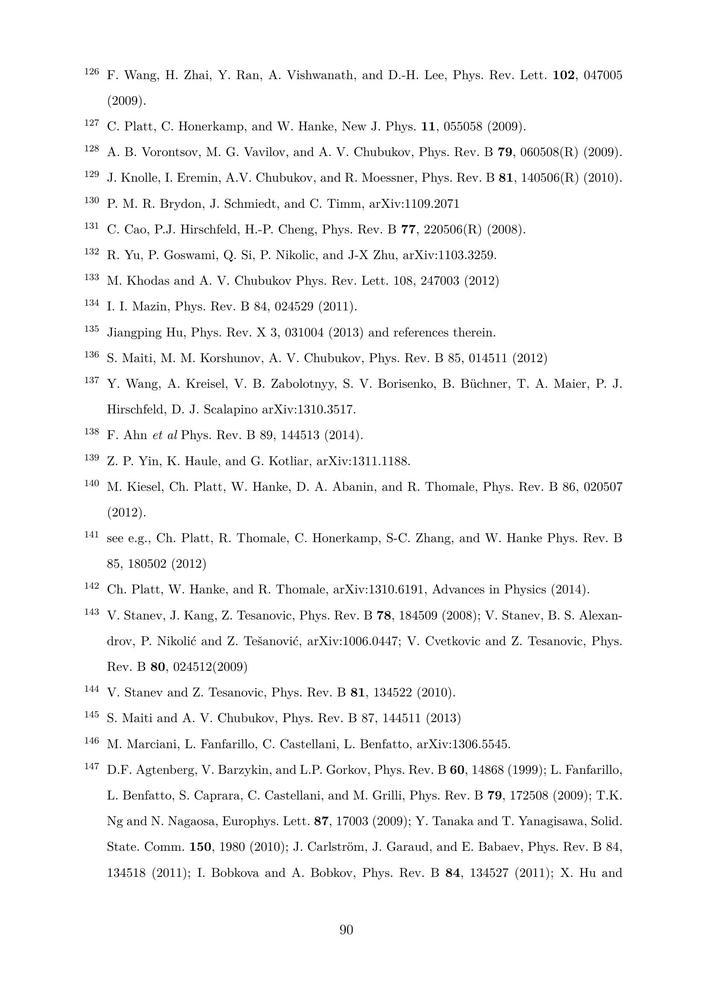 126 F. Wang, H. Zhai, Y. Ran, A. Vishwanath, and D.-H. Lee, Phys. Rev. Lett. 102, 047005
(2009).
127 C. Platt, C. Honerkamp, and W. Hanke, New J. Phys. 11, 055058 (2009).
128 A. B. Vorontsov, M. G. Vavilov, and A. V. Chubukov, Phys. Rev. B 79, 060508(R) (2009).
129 J. Knolle, I. Eremin, A.V. Chubukov, and R. Moessner, Phys. Rev. B 81, 140506(R) (2010).
130 P. M. R. Brydon, J. Schmiedt, and C. Timm, arXiv:1109.2071
131 C. Cao, P.J. Hirschfeld, H.-P. Cheng, Phys. Rev. B 77, 220506(R) (2008).
132 R. Yu, P. Goswami, Q. Si, P. Nikolic, and J-X Zhu, arXiv:1103.3259.
133 M. Khodas and A. V. Chubukov Phys. Rev. Lett. 108, 247003 (2012)
134 I. I. Mazin, Phys. Rev. B 84, 024529 (2011).
135 Jiangping Hu, Phys. Rev. X 3, 031004 (2013) and references therein.
136 S. Maiti, M. M. Korshunov, A. V. Chubukov, Phys. Rev. B 85, 014511 (2012)
137 Y. Wang, A. Kreisel, V. B. Zabolotnyy, S. V. Borisenko, B. Büchner, T. A. Maier, P. J.
Hirschfeld, D. J. Scalapino arXiv:1310.3517.
138 F. Ahn et al Phys. Rev. B 89, 144513 (2014).
139 Z. P. Yin, K. Haule, and G. Kotliar, arXiv:1311.1188.
140 M. Kiesel, Ch. Platt, W. Hanke, D. A. Abanin, and R. Thomale, Phys. Rev. B 86, 020507
(2012).
141 see e.g., Ch. Platt, R. Thomale, C. Honerkamp, S-C. Zhang, and W. Hanke Phys. Rev. B
85, 180502 (2012)
142 Ch. Platt, W. Hanke, and R. Thomale, arXiv:1310.6191, Advances in Physics (2014).
143 V. Stanev, J. Kang, Z. Tesanovic, Phys. Rev. B 78, 184509 (2008); V. Stanev, B. S. Alexan-
drov, P. Nikolić and Z. Tešanović, arXiv:1006.0447; V. Cvetkovic and Z. Tesanovic, Phys.
Rev. B 80, 024512(2009)
144 V. Stanev and Z. Tesanovic, Phys. Rev. B 81, 134522 (2010).
145 S. Maiti and A. V. Chubukov, Phys. Rev. B 87, 144511 (2013)
146 M. Marciani, L. Fanfarillo, C. Castellani, L. Benfatto, arXiv:1306.5545.
147 D.F. Agtenberg, V. Barzykin, and L.P. Gorkov, Phys. Rev. B 60, 14868 (1999); L. Fanfarillo,
L. Benfatto, S. Caprara, C. Castellani, and M. Grilli, Phys. Rev. B 79, 172508 (2009); T.K.
Ng and N. Nagaosa, Europhys. Lett. 87, 17003 (2009); Y. Tanaka and T. Yanagisawa, Solid.
State. Comm. 150, 1980 (2010); J. Carlström, J. Garaud, and E. Babaev, Phys. Rev. B 84,
134518 (2011); I. Bobkova and A. Bobkov, Phys. Rev. B 84, 134527 (2011); X. Hu and
90